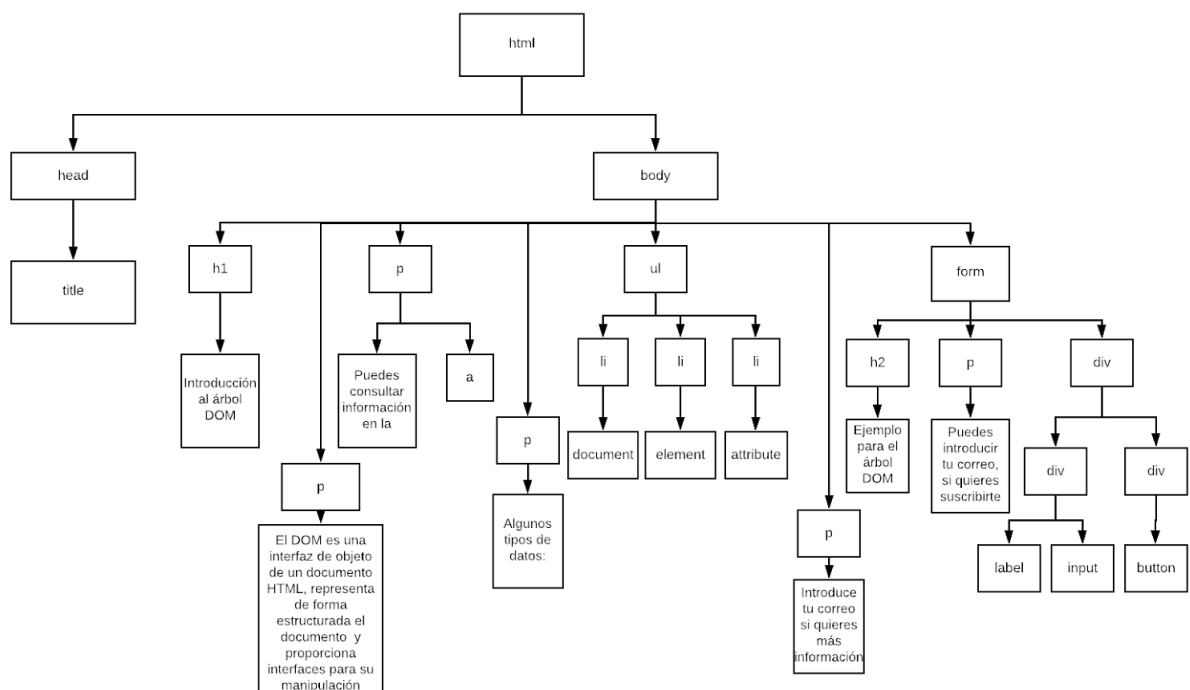 html
head
body
title
h1
p
ul
form
Introducción
al árbol
DOM
Puedes
consultar
información
en la
a
li
li
li
h2
p
div
p
document
element
attribute
Ejemplo
para el
árbol
DOM
Puedes
introducir
tu correo,
si quieres
suscribirte
div
div
p
Algunos
tipos de
datos:
p
label
input
button
El DOM es una
interfaz de objeto
de un documento
HTML, representa
de forma
estructurada el
documento y
proporciona
interfaces para su
manipulación
Introduce
tu correo
si quieres
más
información